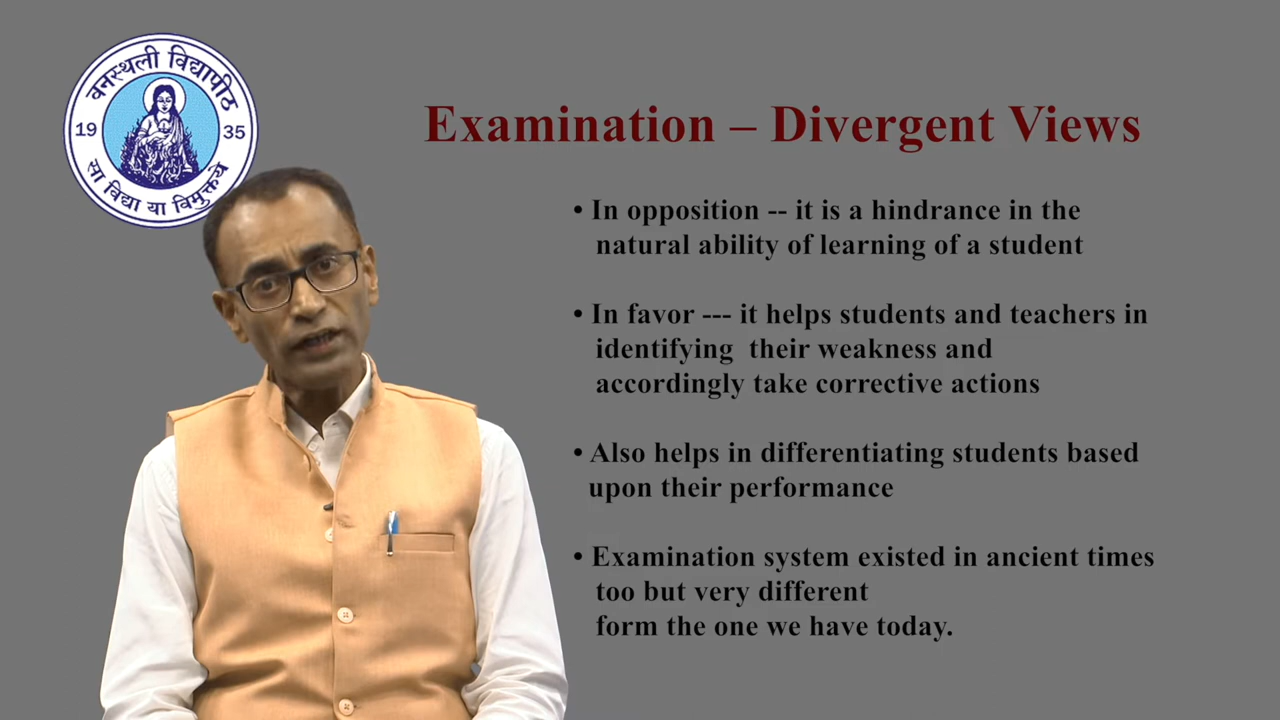 वनस्थली विद्यापीठ
19 35
सा विद्या या विमुक्तये
Examination – Divergent Views
• In opposition -- it is a hindrance in the
natural ability of learning of a student
• In favor --- it helps students and teachers in
identifying their weakness and
accordingly take corrective actions
• Also helps in differentiating students based
upon their performance
• Examination system existed in ancient times
too but very different
form the one we have today.